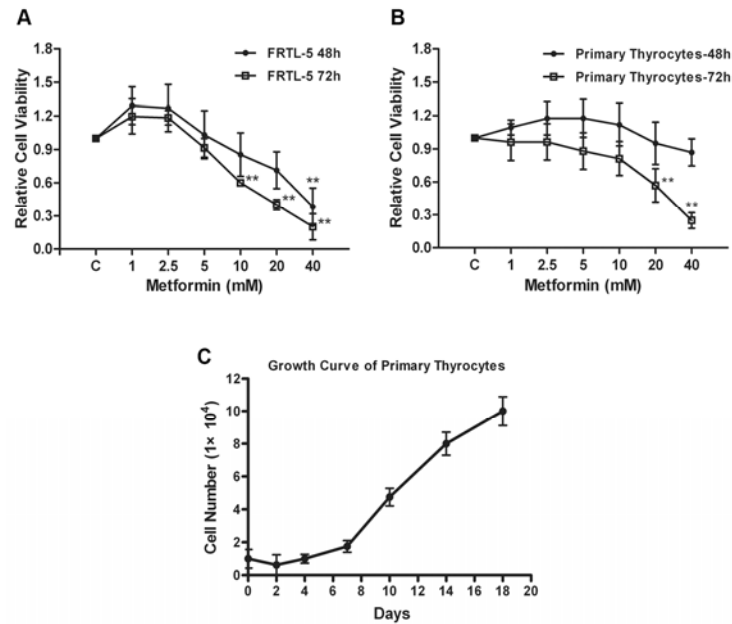 A
FRTL-5 48h
FRTL-5 72h
Relative Cell Viability
1.8
1.5
1.2
0.9
0.6
0.3
0.0
**
**
**
**
C 1 2.5 5 10 20 40
Metformin (mM)
B
Primary Thyrocytes-48h
Primary Thyrocytes-72h
Relative Cell Viability
1.8
1.5
1.2
0.9
0.6
0.3
0.0
**
**
C 1 2.5 5 10 20 40
Metformin (mM)
C
Growth Curve of Primary Thyrocytes
Cell Number (1× 10⁴)
12
10
8
6
4
2
0
0 2 4 6 8 10 12 14 16 18 20
Days